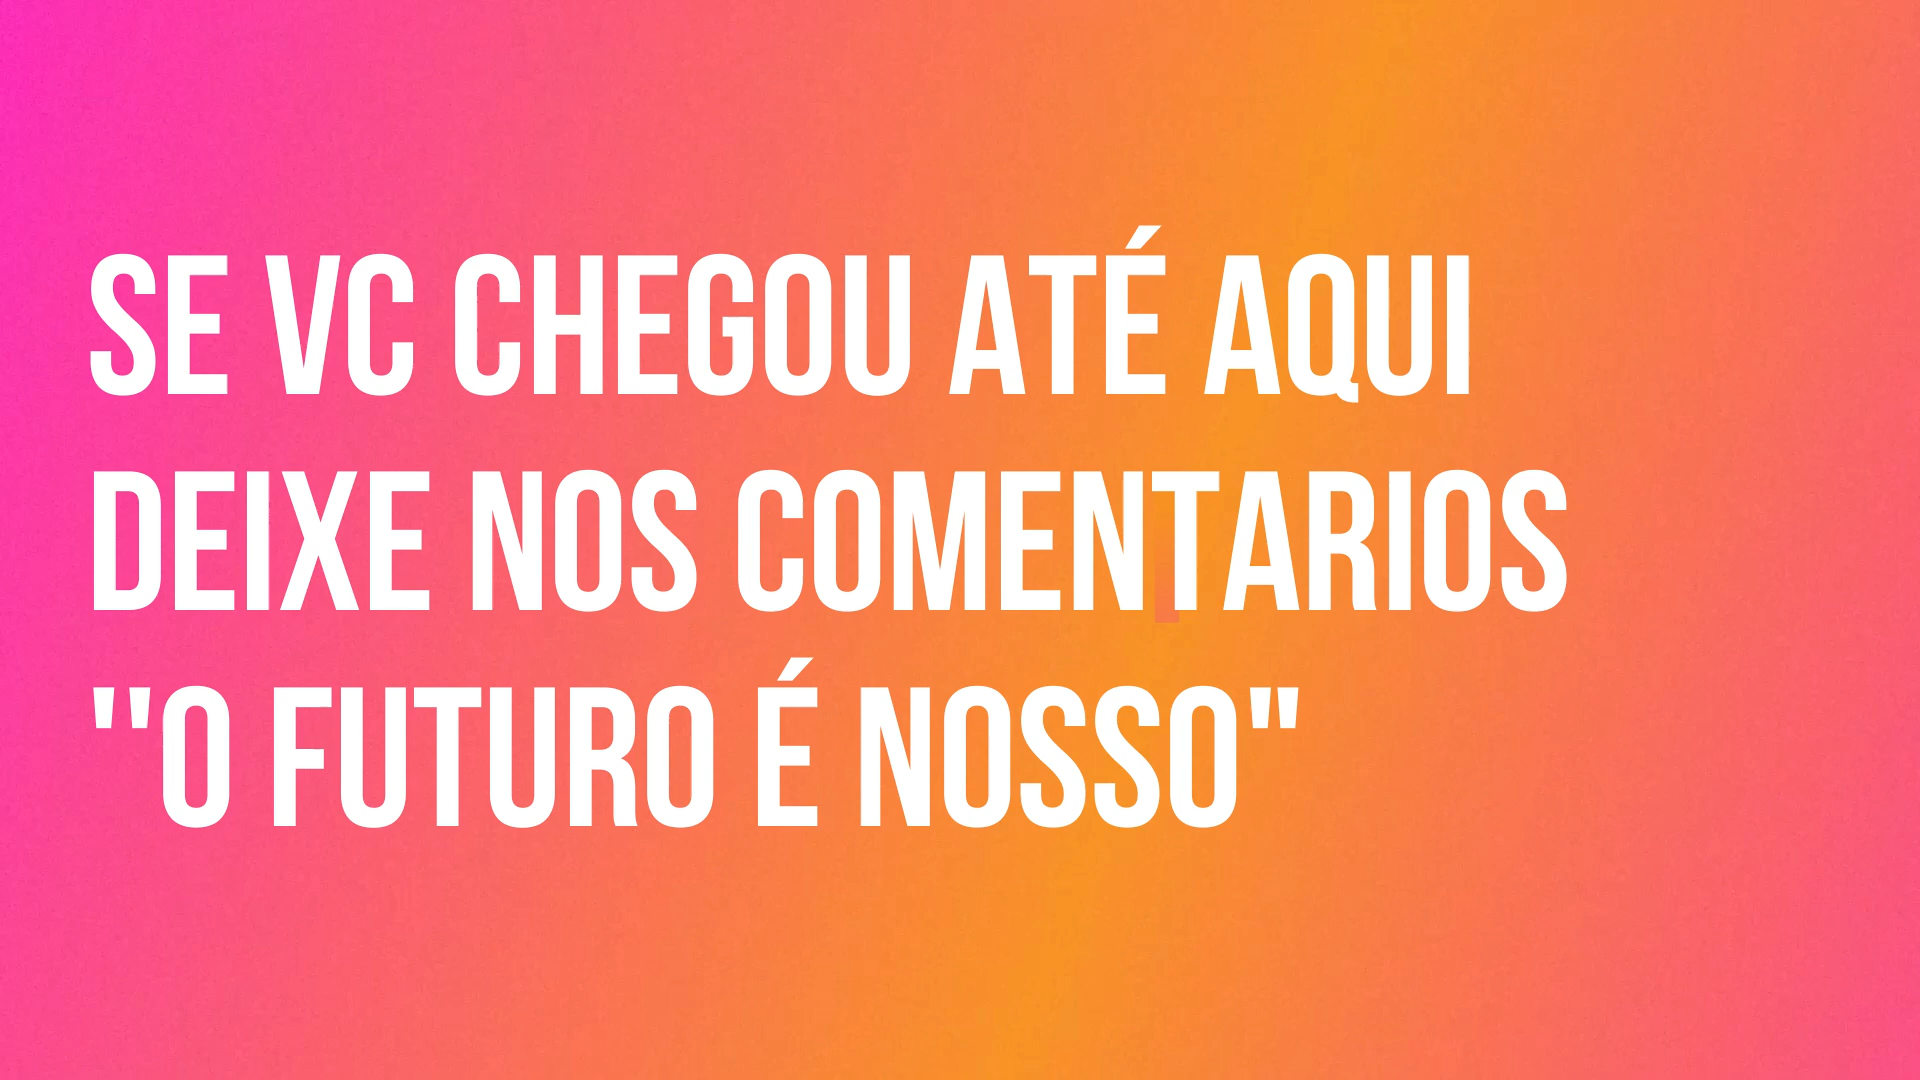 SE VC CHEGOU ATÉ AQUI
DEIXE NOS COMENTARIOS
"O FUTURO É NOSSO"